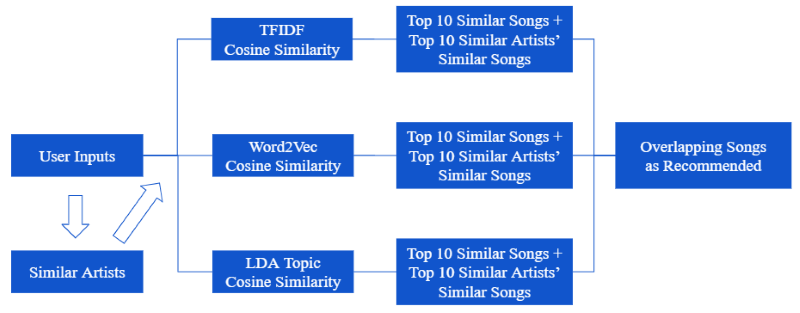 User Inputs
Similar Artists
TFIDF
Cosine Similarity
Word2Vec
Cosine Similarity
LDA Topic
Cosine Similarity
Top 10 Similar Songs +
Top 10 Similar Artists’
Similar Songs
Top 10 Similar Songs +
Top 10 Similar Artists’
Similar Songs
Top 10 Similar Songs +
Top 10 Similar Artists’
Similar Songs
Overlapping Songs
as Recommended